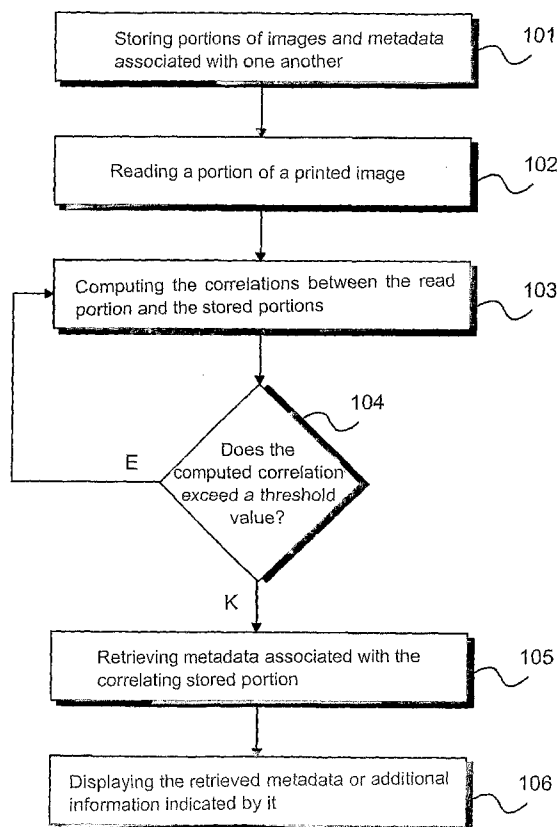 Storing portions of images and metadata
associated with one another
101
Reading a portion of a printed image
102
Computing the correlations between the read
portion and the stored portions
103
104
Does the
computed correlation
exceed a threshold
value?
E
K
Retrieving metadata associated with the
correlating stored portion
105
Displaying the retrieved metadata or additional
information indicated by it
106